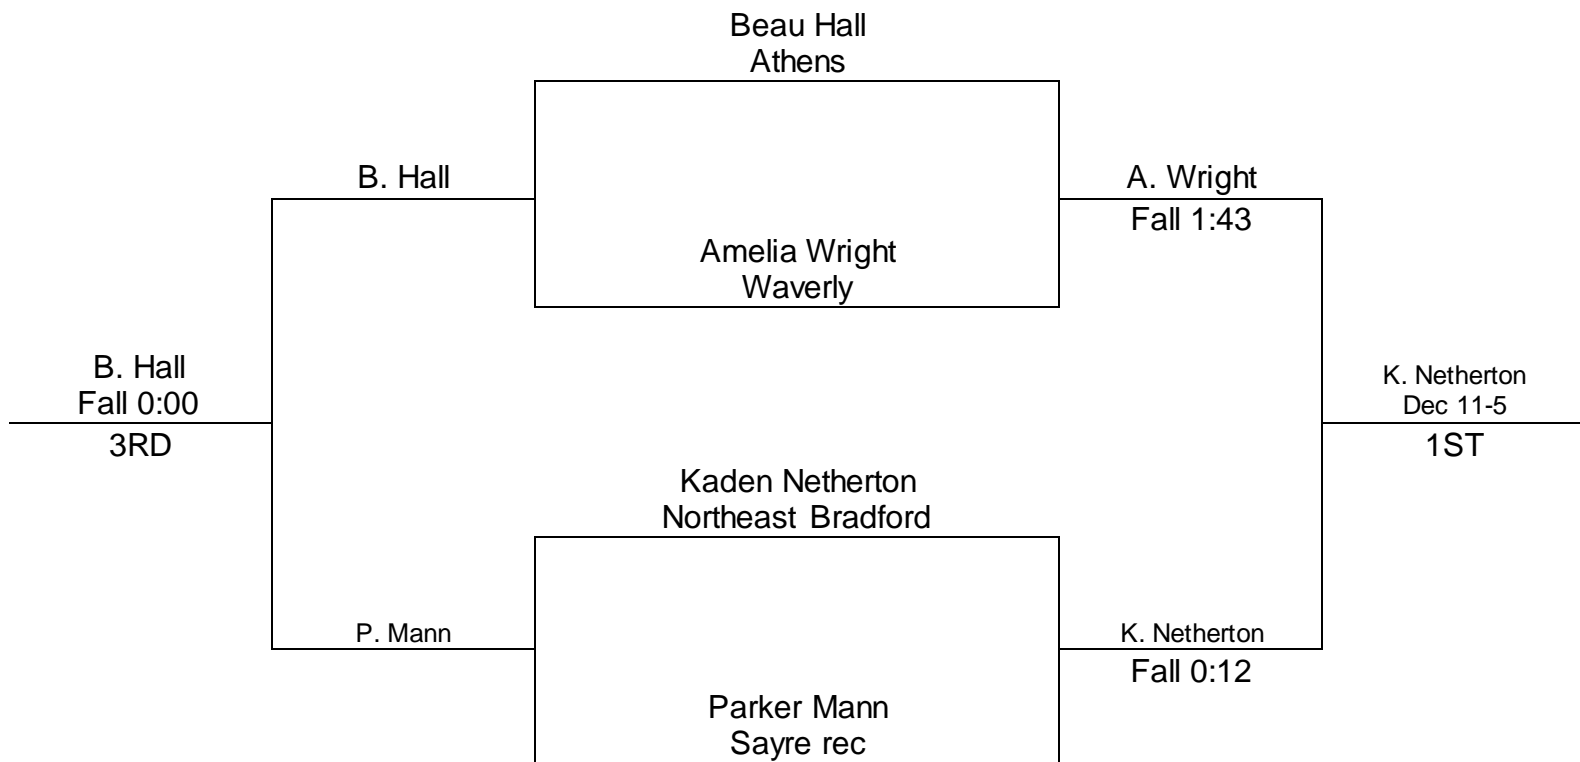 Beau Hall
Athens
B. Hall
A. Wright
Fall 1:43
Amelia Wright
Waverly
B. Hall
Fall 0:00
3RD
K. Netherton
Dec 11-5
1ST
Kaden Netherton
Northeast Bradford
P. Mann
K. Netherton
Fall 0:12
Parker Mann
Sayre rec